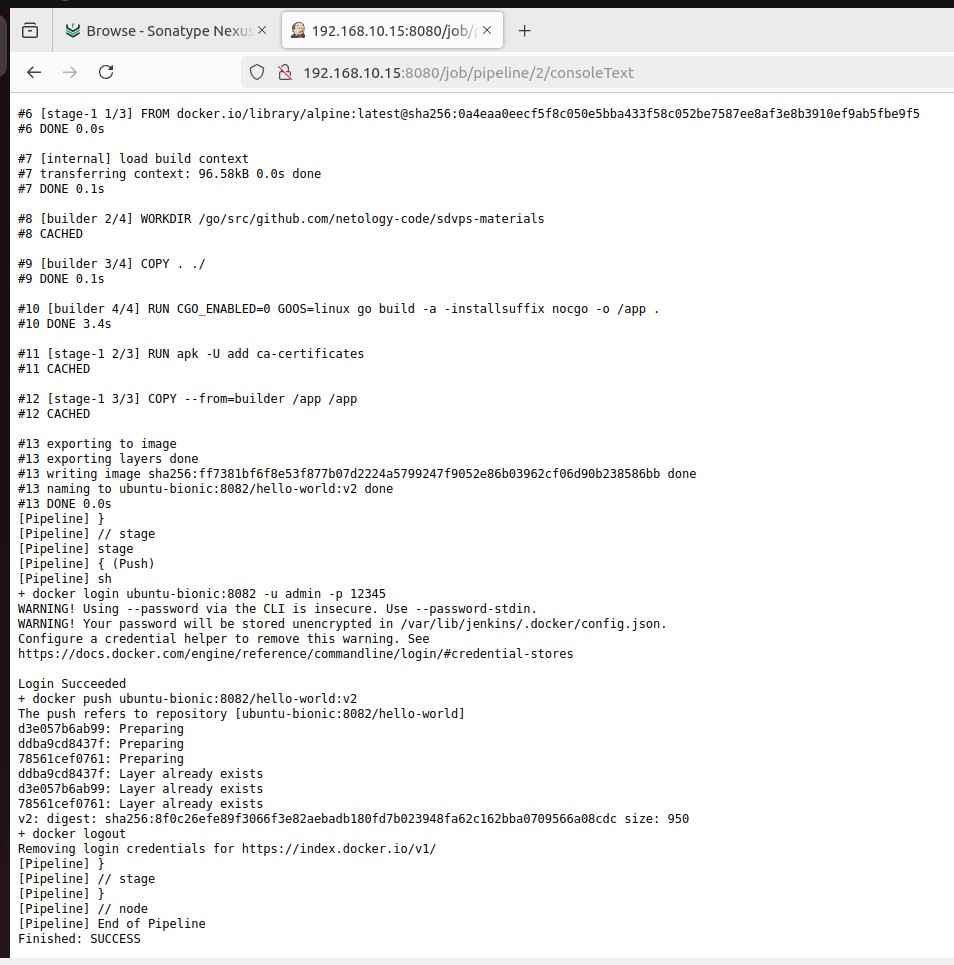 Browse - Sonatype Nexus
192.168.10.15:8080/job/p
192.168.10.15:8080/job/pipeline/2/consoleText
#6 [stage-1 1/3] FROM docker.io/library/alpine:latest@sha256:0a4eaa0eecf5f8c050e5bba433f58c052be7587ee8af3e8b3910ef9ab5fbe9f5
#6 DONE 0.0s
#7 [internal] load build context
#7 transferring context: 96.58kB 0.0s done
#7 DONE 0.1s
#8 [builder 2/4] WORKDIR /go/src/github.com/netology-code/sdvps-materials
#8 CACHED
#9 [builder 3/4] COPY . ./
#9 DONE 0.1s
#10 [builder 4/4] RUN CGO_ENABLED=0 GOOS=linux go build -a -installsuffix nocgo -o /app .
#10 DONE 3.4s
#11 [stage-1 2/3] RUN apk -U add ca-certificates
#11 CACHED
#12 [stage-1 3/3] COPY --from=builder /app /app
#12 CACHED
#13 exporting to image
#13 exporting layers done
#13 writing image sha256:ff7381bf6f8e53f877b07d2224a5799247f9052e86b03962cf06d90b238586bb done
#13 naming to ubuntu-bionic:8082/hello-world:v2 done
#13 DONE 0.0s
[Pipeline] }
[Pipeline] // stage
[Pipeline] stage
[Pipeline] { (Push)
[Pipeline] sh
+ docker login ubuntu-bionic:8082 -u admin -p 12345
WARNING! Using --password via the CLI is insecure. Use --password-stdin.
WARNING! Your password will be stored unencrypted in /var/lib/jenkins/.docker/config.json.
Configure a credential helper to remove this warning. See
https://docs.docker.com/engine/reference/commandline/login/#credential-stores
Login Succeeded
+ docker push ubuntu-bionic:8082/hello-world:v2
The push refers to repository [ubuntu-bionic:8082/hello-world]
d3e057b6ab99: Preparing
ddba9cd8437f: Preparing
78561cef0761: Preparing
ddba9cd8437f: Layer already exists
d3e057b6ab99: Layer already exists
78561cef0761: Layer already exists
v2: digest: sha256:8f0c26efe89f3066f3e82aebadb180fd7b023948fa62c162bba0709566a08cdc size: 950
+ docker logout
Removing login credentials for https://index.docker.io/v1/
[Pipeline] }
[Pipeline] // stage
[Pipeline] }
[Pipeline] // node
[Pipeline] End of Pipeline
Finished: SUCCESS